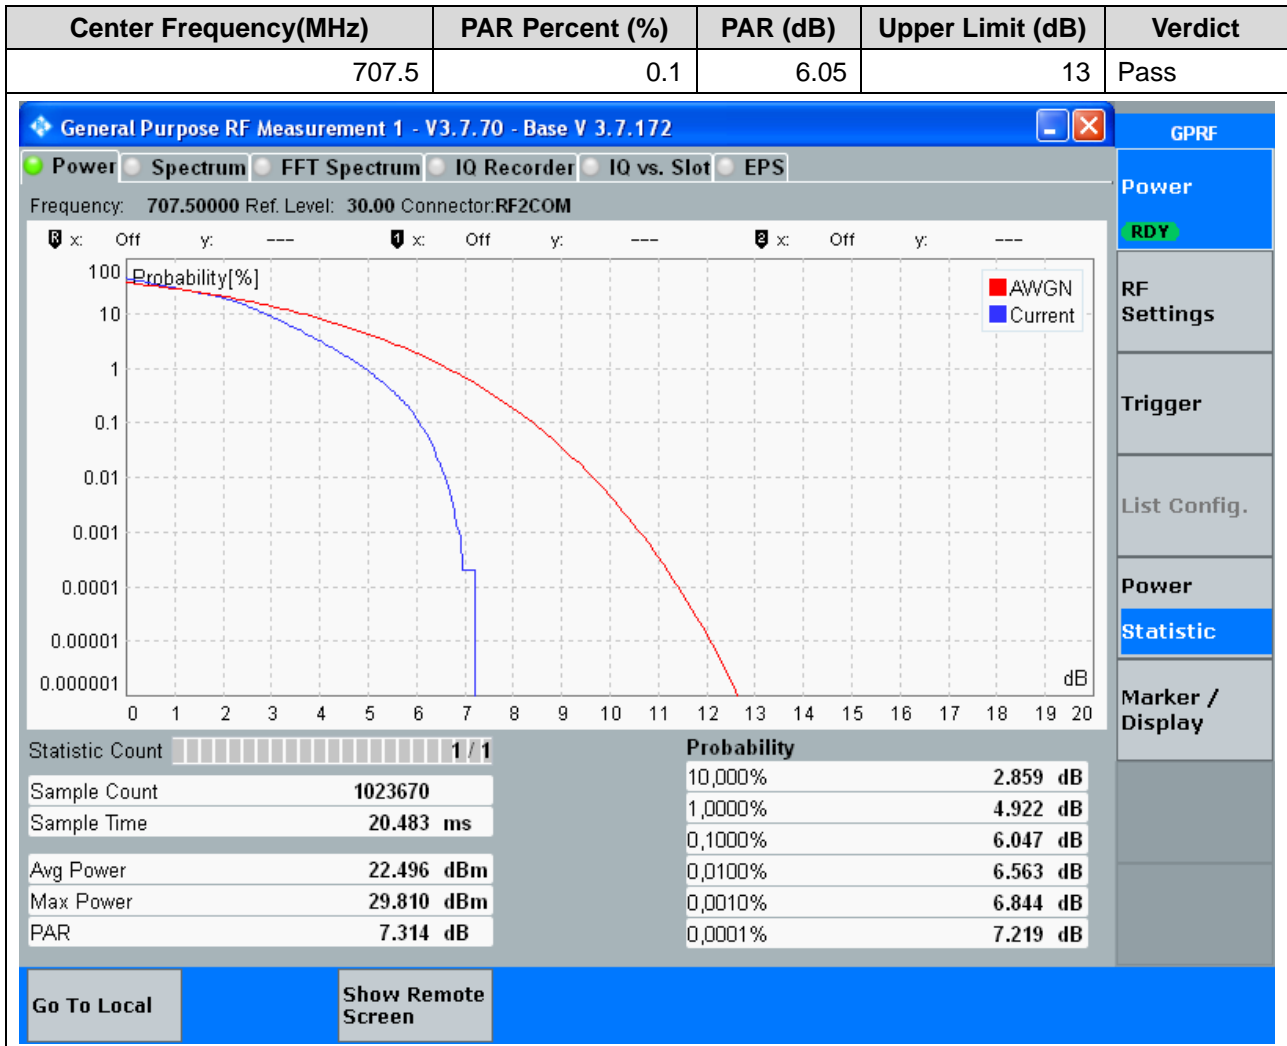 Center Frequency(MHz) PAR Percent (%) PAR (dB) Upper Limit (dB) Verdict
707.5 0.1 6.05 13 Pass
General Purpose RF Measurement 1 - V3.7.70 - Base V 3.7.172
GPRF
Power Spectrum FFT Spectrum IQ Recorder IQ vs. Slot EPS
Power
RDY
Frequency: 707.50000 Ref. Level: 30.00 Connector:RF2COM
R x: Off y: --- 1 x: Off y: --- 2 x: Off y: ---
Probability[%]
AWGN
Current
100
10
1
0.1
0.01
0.001
0.0001
0.00001
0.000001
dB
0 1 2 3 4 5 6 7 8 9 10 11 12 13 14 15 16 17 18 19 20
RF
Settings
Trigger
List Config.
Power
Statistic
Marker /
Display
Statistic Count 1 / 1
Sample Count 1023670
Sample Time 20.483 ms
Avg Power 22.496 dBm
Max Power 29.810 dBm
PAR 7.314 dB
Probability
10,000% 2.859 dB
1,0000% 4.922 dB
0,1000% 6.047 dB
0,0100% 6.563 dB
0,0010% 6.844 dB
0,0001% 7.219 dB
Go To Local
Show Remote
Screen